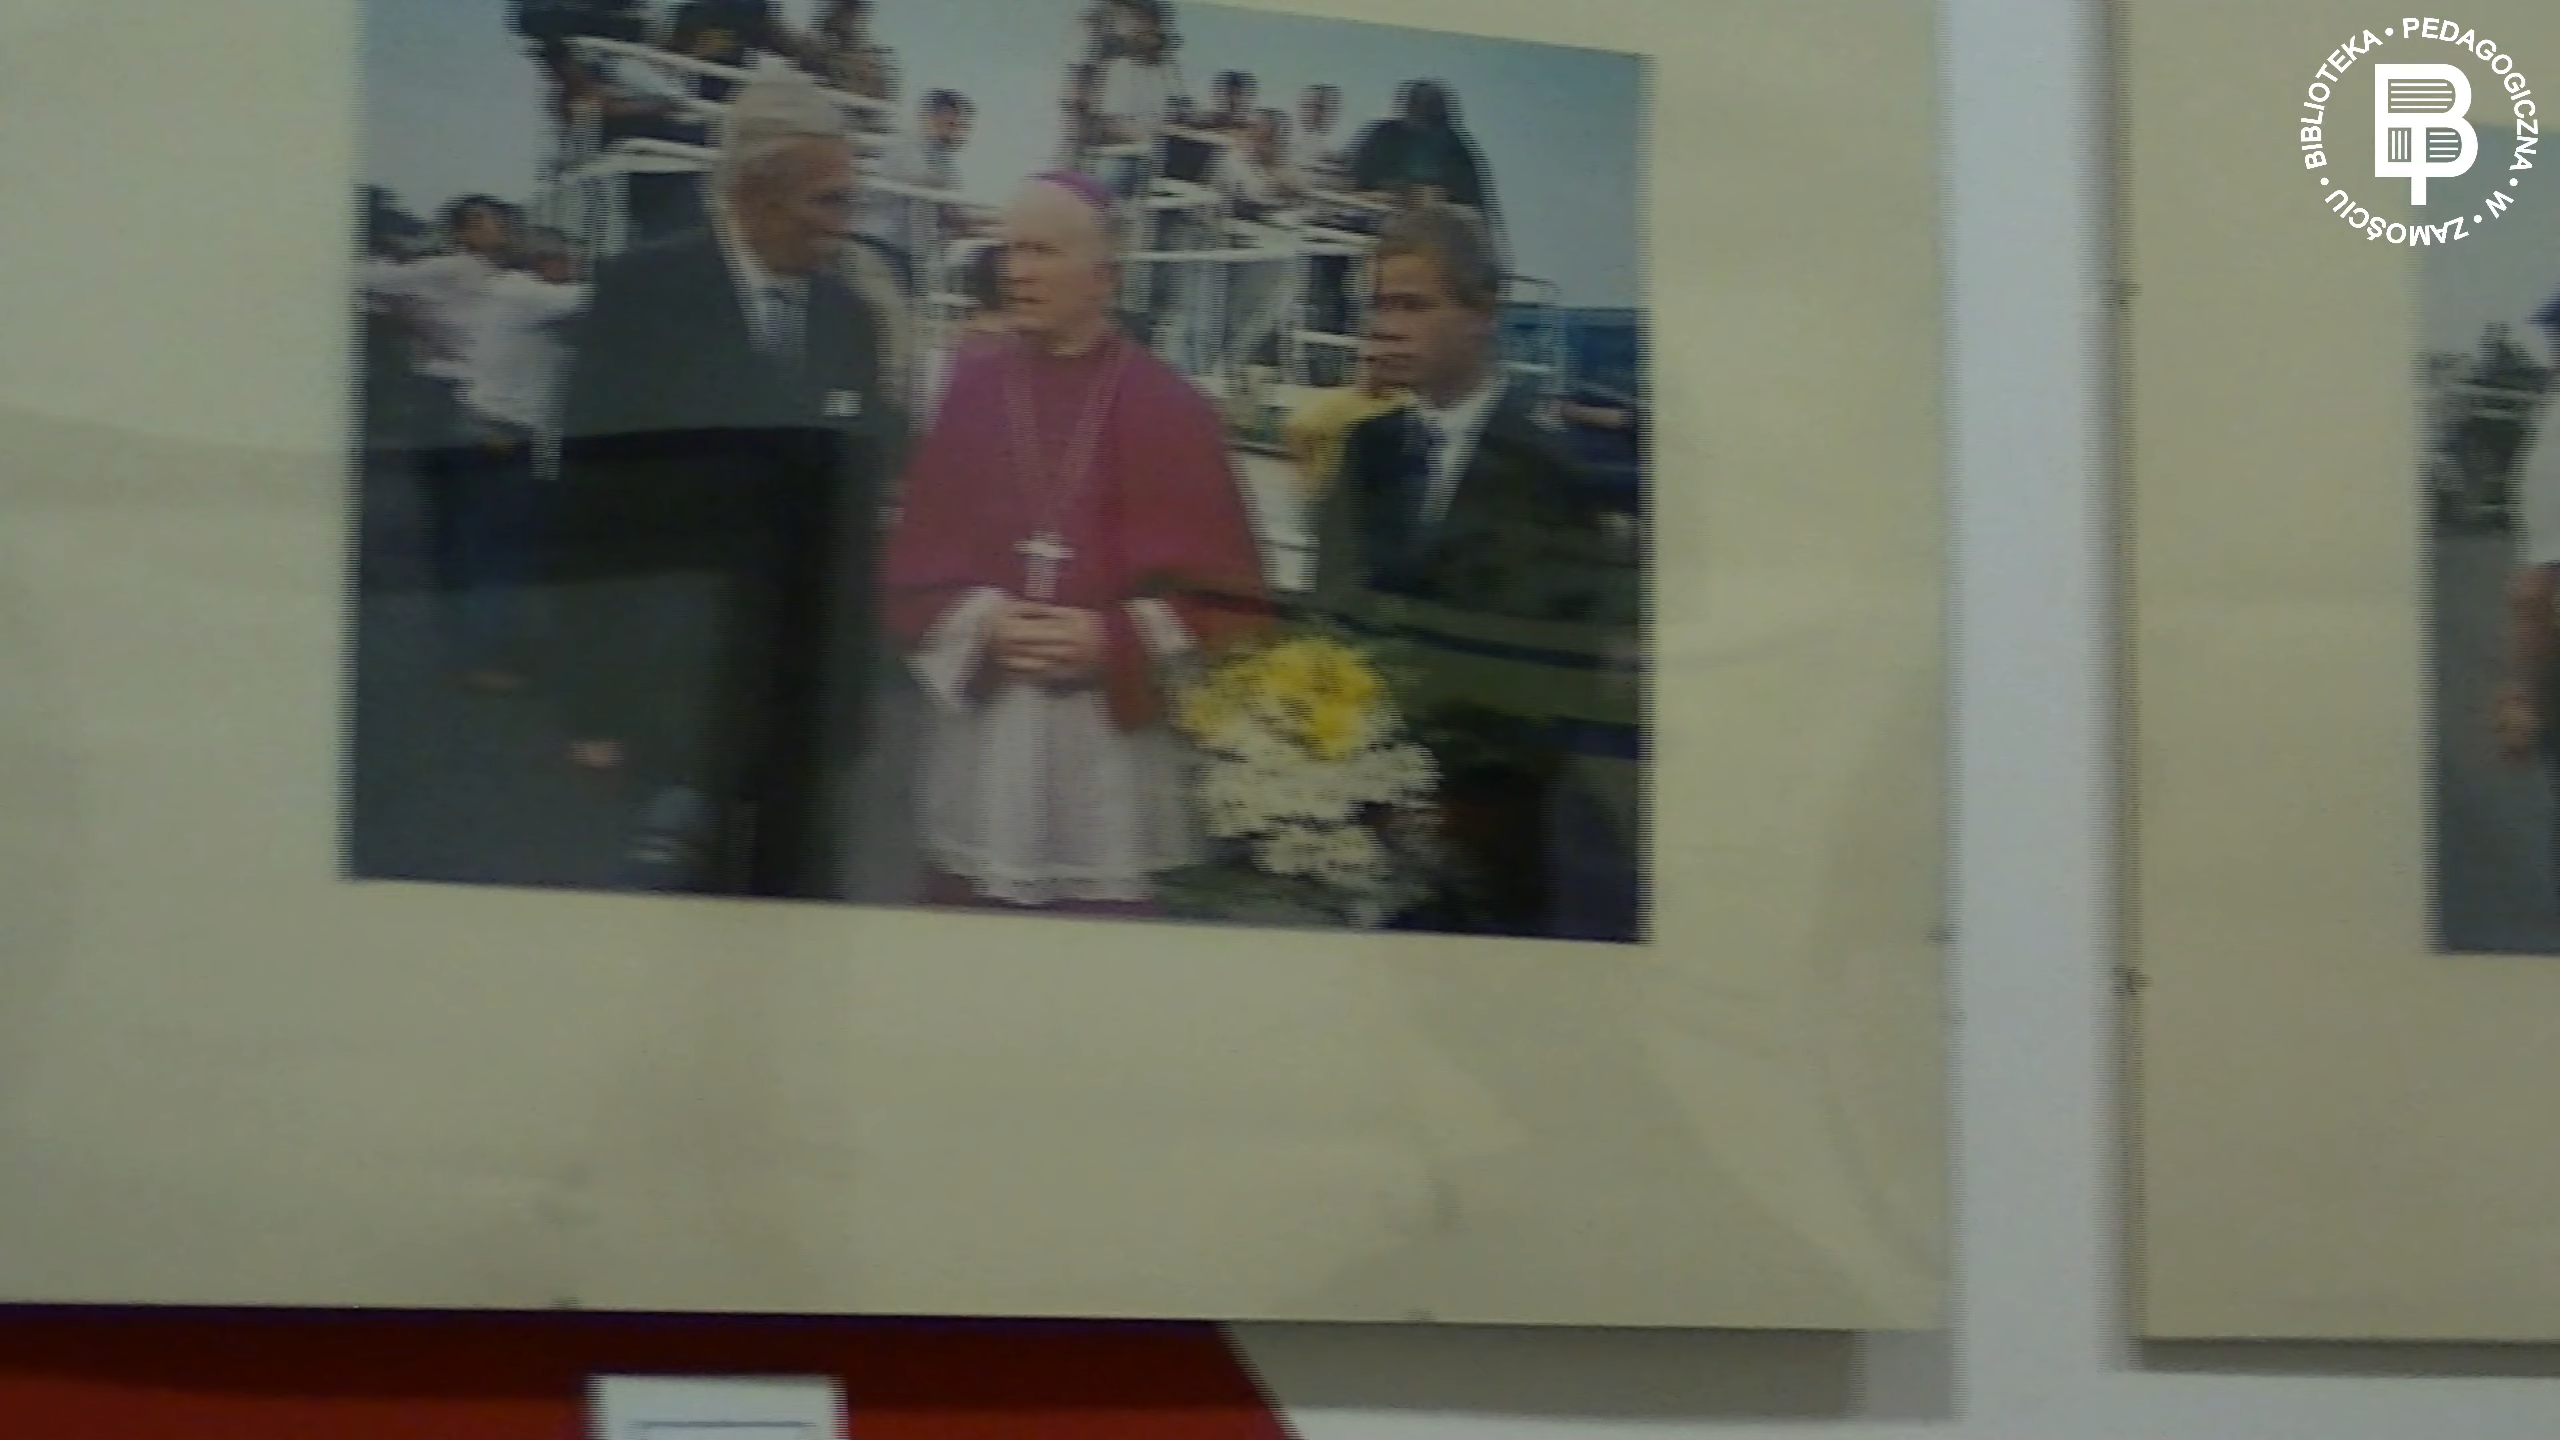 BIBLIOTEKA • PEDAGOGICZNA • W • ZAMOŚCIU •